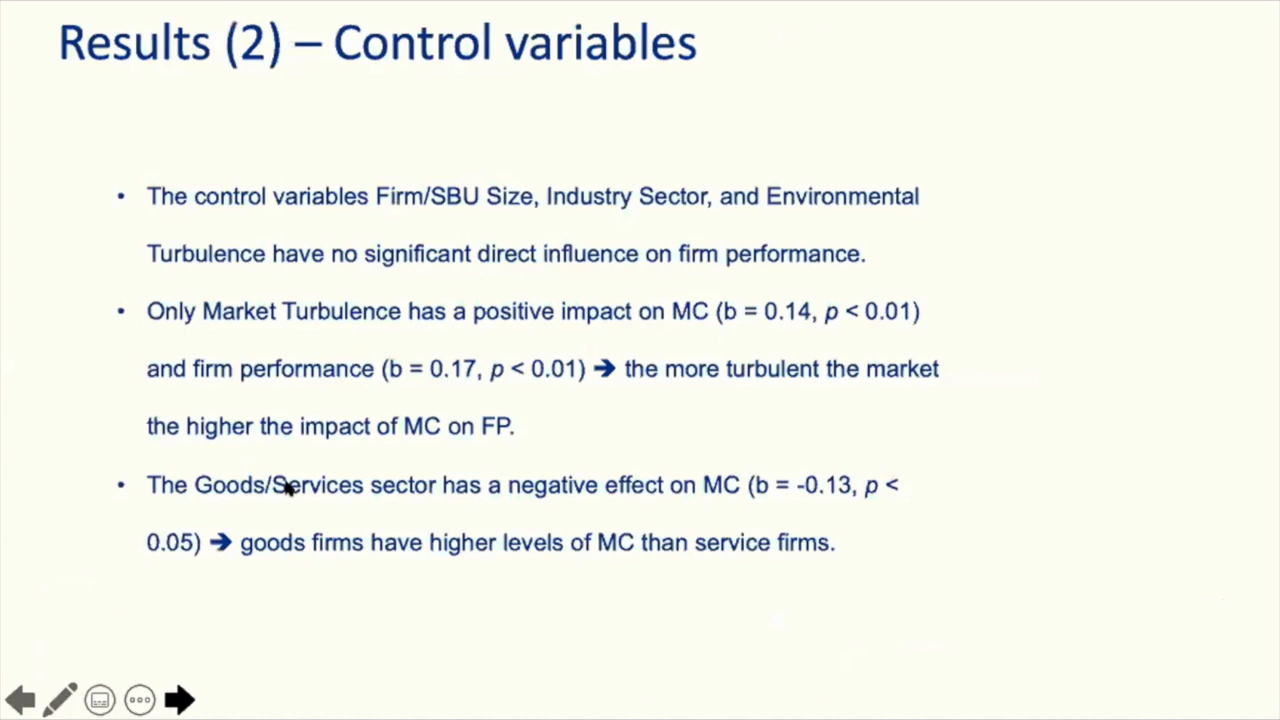 Results (2) – Control variables
• The control variables Firm/SBU Size, Industry Sector, and Environmental
Turbulence have no significant direct influence on firm performance.
• Only Market Turbulence has a positive impact on MC (b = 0.14, p < 0.01)
and firm performance (b = 0.17, p < 0.01) ➔ the more turbulent the market
the higher the impact of MC on FP.
• The Goods/Services sector has a negative effect on MC (b = -0.13, p <
0.05) ➔ goods firms have higher levels of MC than service firms.